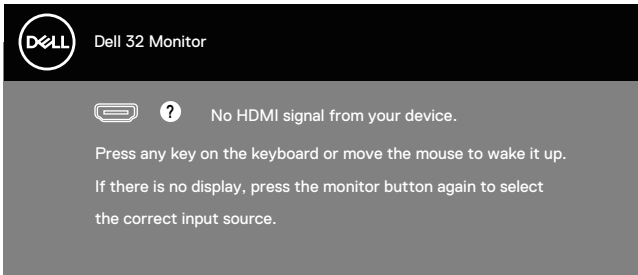 DELL
Dell 32 Monitor
? No HDMI signal from your device.
Press any key on the keyboard or move the mouse to wake it up.
If there is no display, press the monitor button again to select
the correct input source.